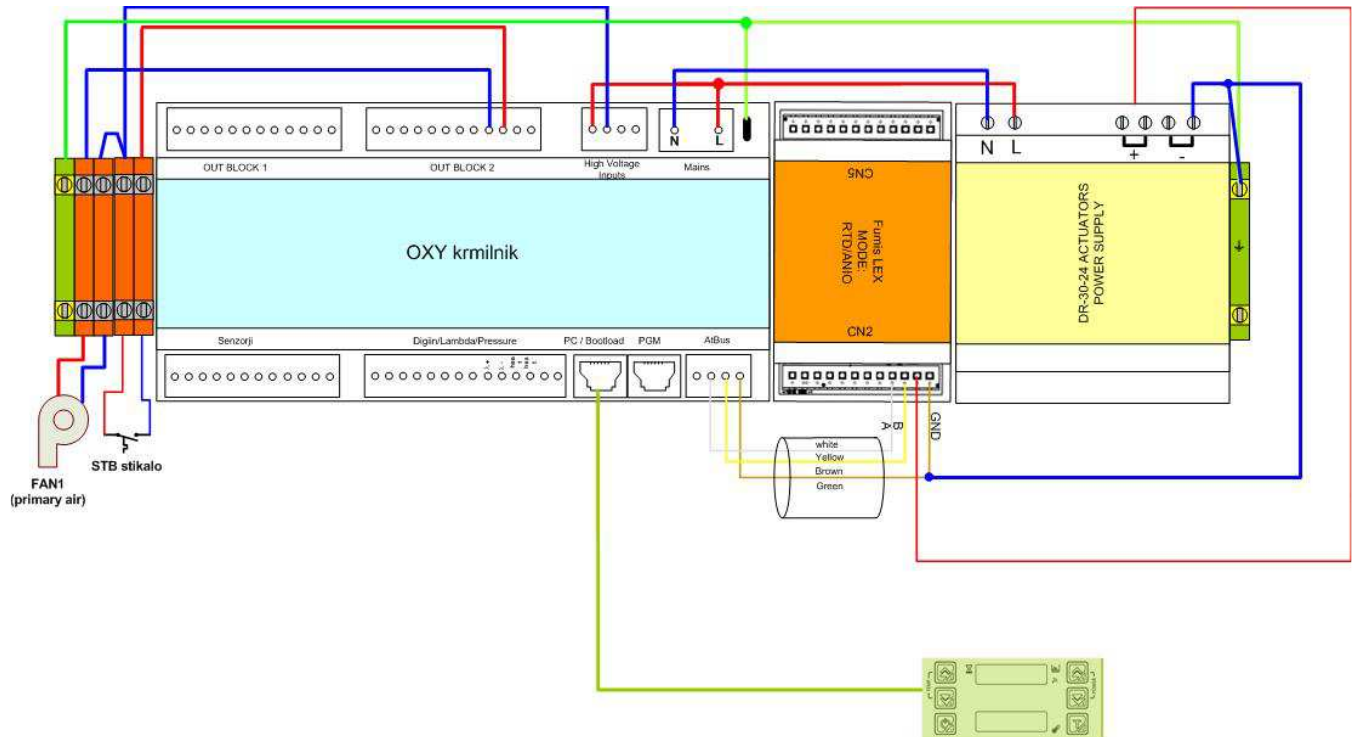 N
L
N
L
+
-
OUT BLOCK 1
OUT BLOCK 2
High Voltage
inputs
Mains
CN5
OXY krmilnik
Fumis LEX
MODE:
RTD/ANIO
DR-30-24 ACTUATORS
POWER SUPPLY
CN2
Senzorji
Digiin/Lambda/Pressure
PC / Bootload
PGM
AtBus
A
B
GND
white
Yellow
Brown
Green
STB stikalo
FAN1
(primary air)